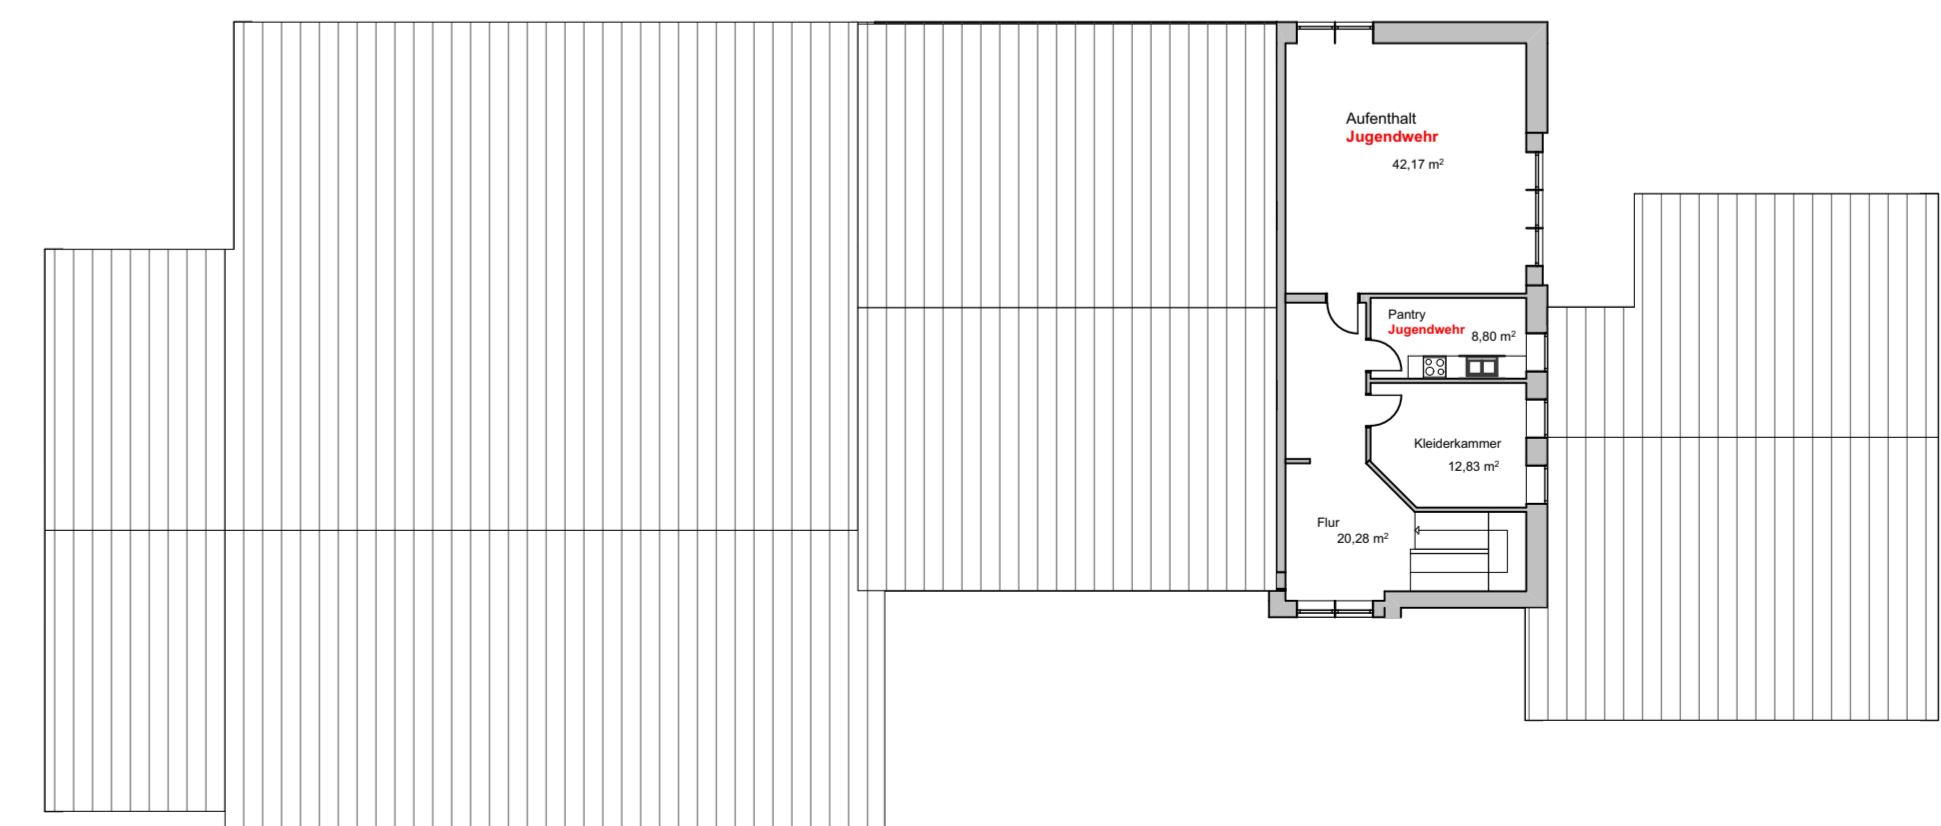 Aufenthalt
Jugendwehr
42,17 m²
Pantry
Jugendwehr
8,80 m²
Kleiderkammer
12,83 m²
Flur
20,28 m²